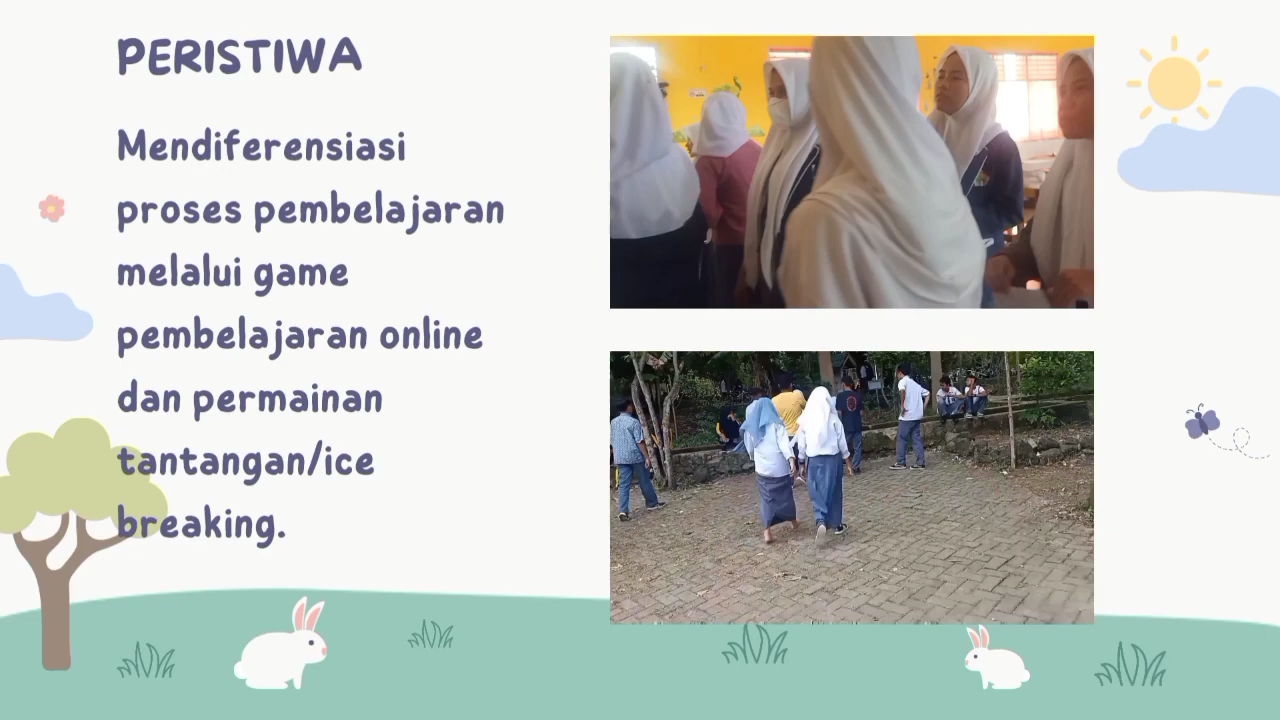 PERISTIWA
Mendiferensiasi
proses pembelajaran
melalui game
pembelajaran online
dan permainan
tantangan/ice
breaking.